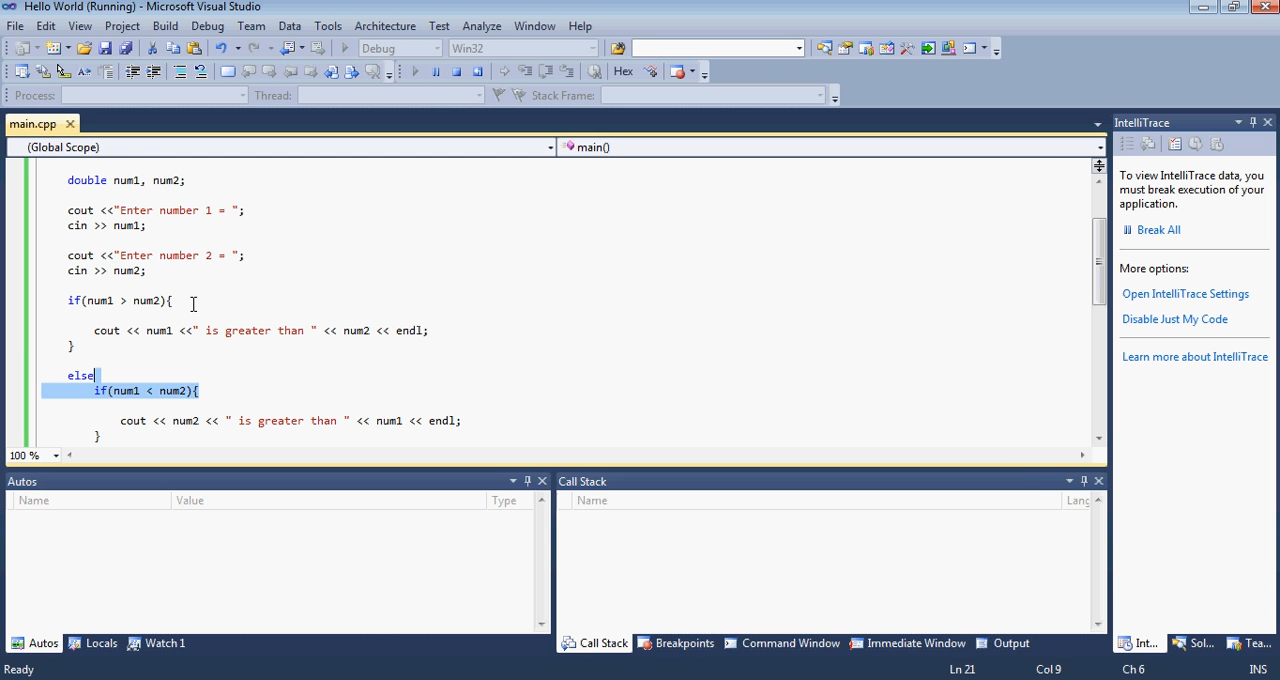 Hello World (Running) - Microsoft Visual Studio
File Edit View Project Build Debug Team Data Tools Architecture Test Analyze Window Help
Debug Win32
Hex
Process: Thread: Stack Frame:
main.cpp
(Global Scope) main()
double num1, num2;
cout <<"Enter number 1 = ";
cin >> num1;
cout <<"Enter number 2 = ";
cin >> num2;
if(num1 > num2){
cout << num1 <<" is greater than " << num2 << endl;
}
else
if(num1 < num2){
cout << num2 << " is greater than " << num1 << endl;
}
100 %
IntelliTrace
To view IntelliTrace data, you
must break execution of your
application.
Break All
More options:
Open IntelliTrace Settings
Disable Just My Code
Learn more about IntelliTrace
Autos
Name Value Type
Call Stack
Name Lang
Autos Locals Watch 1
Call Stack Breakpoints Command Window Immediate Window Output
Int... Sol... Tea...
Ready Ln 21 Col 9 Ch 6 INS